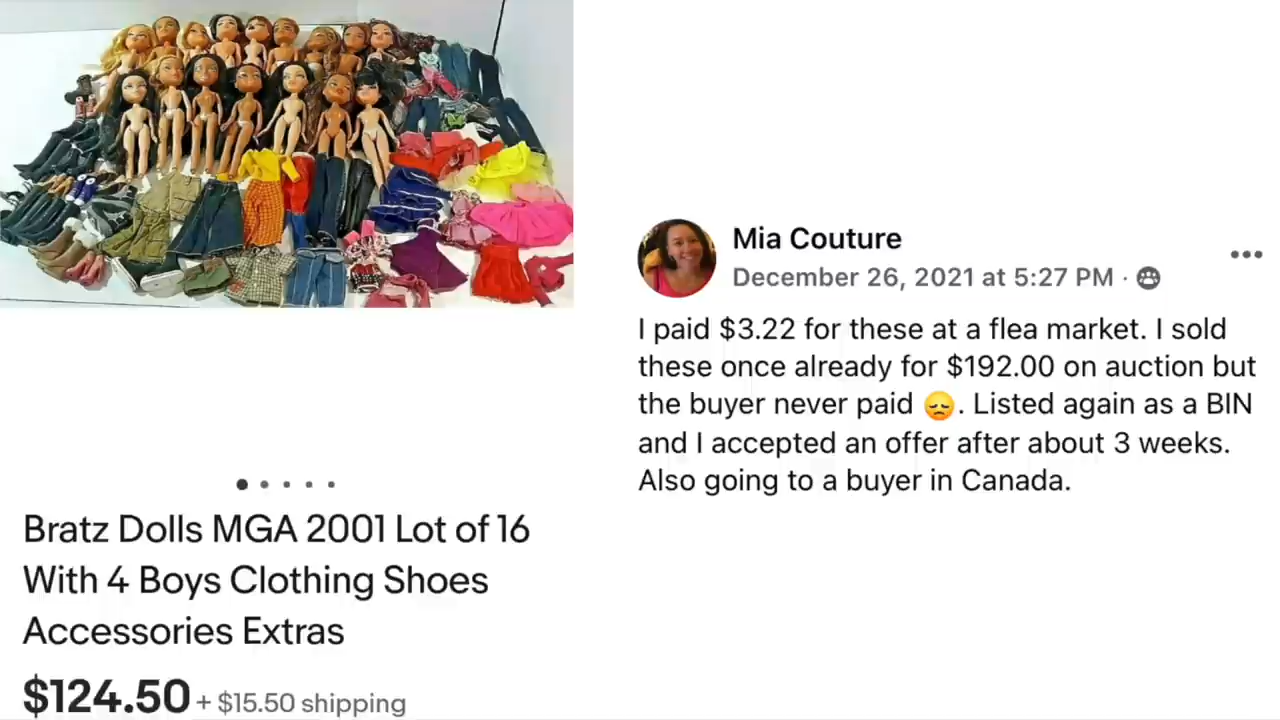 Bratz Dolls MGA 2001 Lot of 16
With 4 Boys Clothing Shoes
Accessories Extras
$124.50 + $15.50 shipping
Mia Couture
December 26, 2021 at 5:27 PM ·
I paid $3.22 for these at a flea market. I sold
these once already for $192.00 on auction but
the buyer never paid 😞. Listed again as a BIN
and I accepted an offer after about 3 weeks.
Also going to a buyer in Canada.